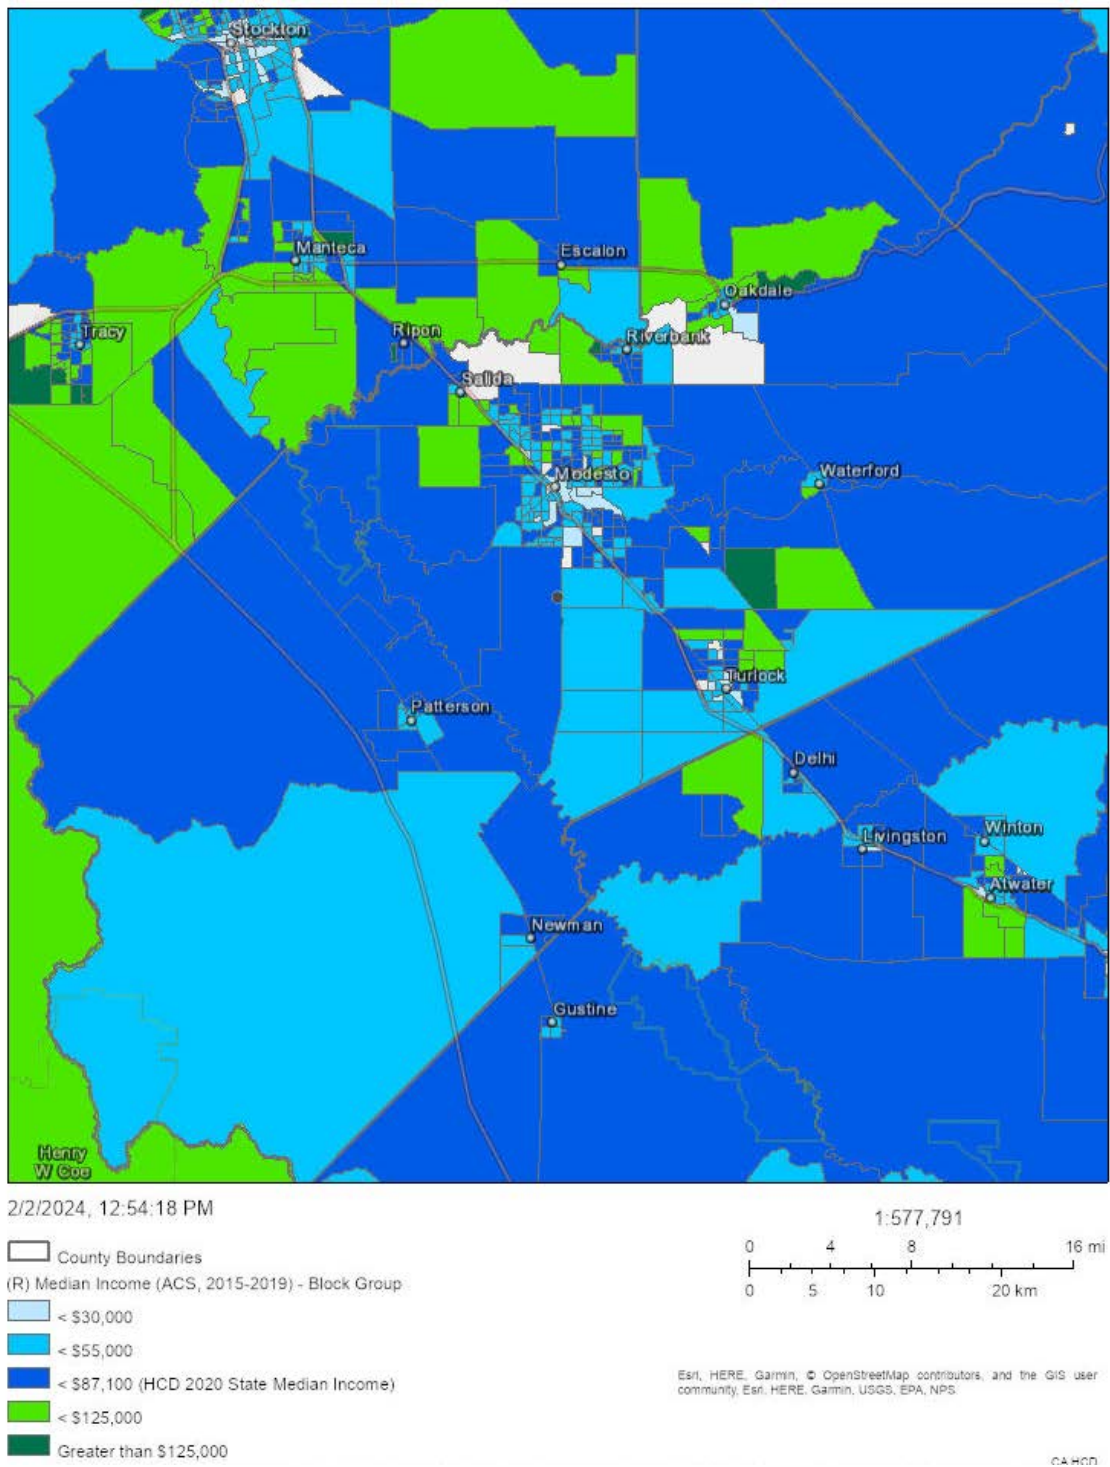 Stockton
Manteca
Escalon
Oakdale
Tracy
Ripon
Riverbank
Salida
Modesto
Waterford
Turlock
Patterson
Delhi
Livingston
Winton
Atwater
Newman
Gustine
Henry
W Coe
2/2/2024, 12:54:18 PM
County Boundaries
(R) Median Income (ACS, 2015-2019) - Block Group
< $30,000
< $55,000
< $87,100 (HCD 2020 State Median Income)
< $125,000
Greater than $125,000
1:577,791
0 4 8 16 mi
0 5 10 20 km
Esri, HERE, Garmin, © OpenStreetMap contributors, and the GIS user
community, Esri, HERE, Garmin, USGS, EPA, NPS
CA HCD